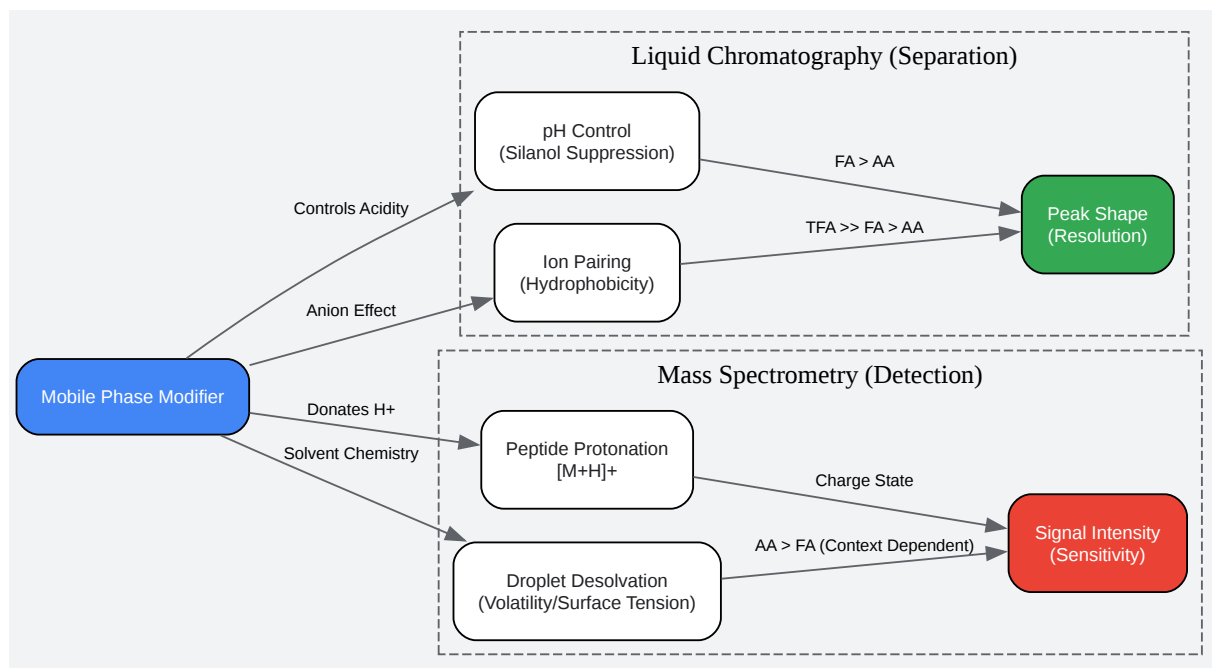 Liquid Chromatography (Separation)
pH Control
(Silanol Suppression)
FA > AA
Controls Acidity
Peak Shape
(Resolution)
TFA >> FA > AA
Ion Pairing
(Hydrophobicity)
Anion Effect
Mass Spectrometry (Detection)
Mobile Phase Modifier
Donates H+
Peptide Protonation
[M+H]+
Solvent Chemistry
Charge State
Signal Intensity
(Sensitivity)
AA > FA (Context Dependent)
Droplet Desolvation
(Volatility/Surface Tension)